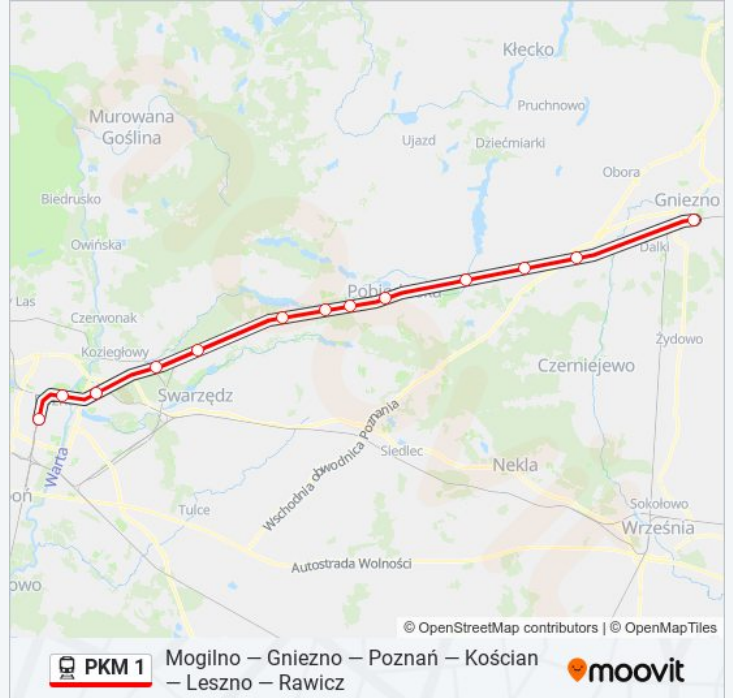 Kłecko
Pruchnowo
Murowana
Goślina
Ujazd
Dziećmiarki
Obora
Gniezno
Biedrusko
Owińska
Dalki
Las
Czerwonak
Żydowo
Koziegłowy
Czerniejewo
Swarzędz
Warta
Wschodnia obwodnica Poznania
Siedlec
Nekla
Tulce
Sokołowo
Września
Autostrada Wolności
© OpenStreetMap contributors | © OpenMapTiles
PKM 1
Mogilno – Gniezno – Poznań – Kościan
– Leszno – Rawicz
moovit